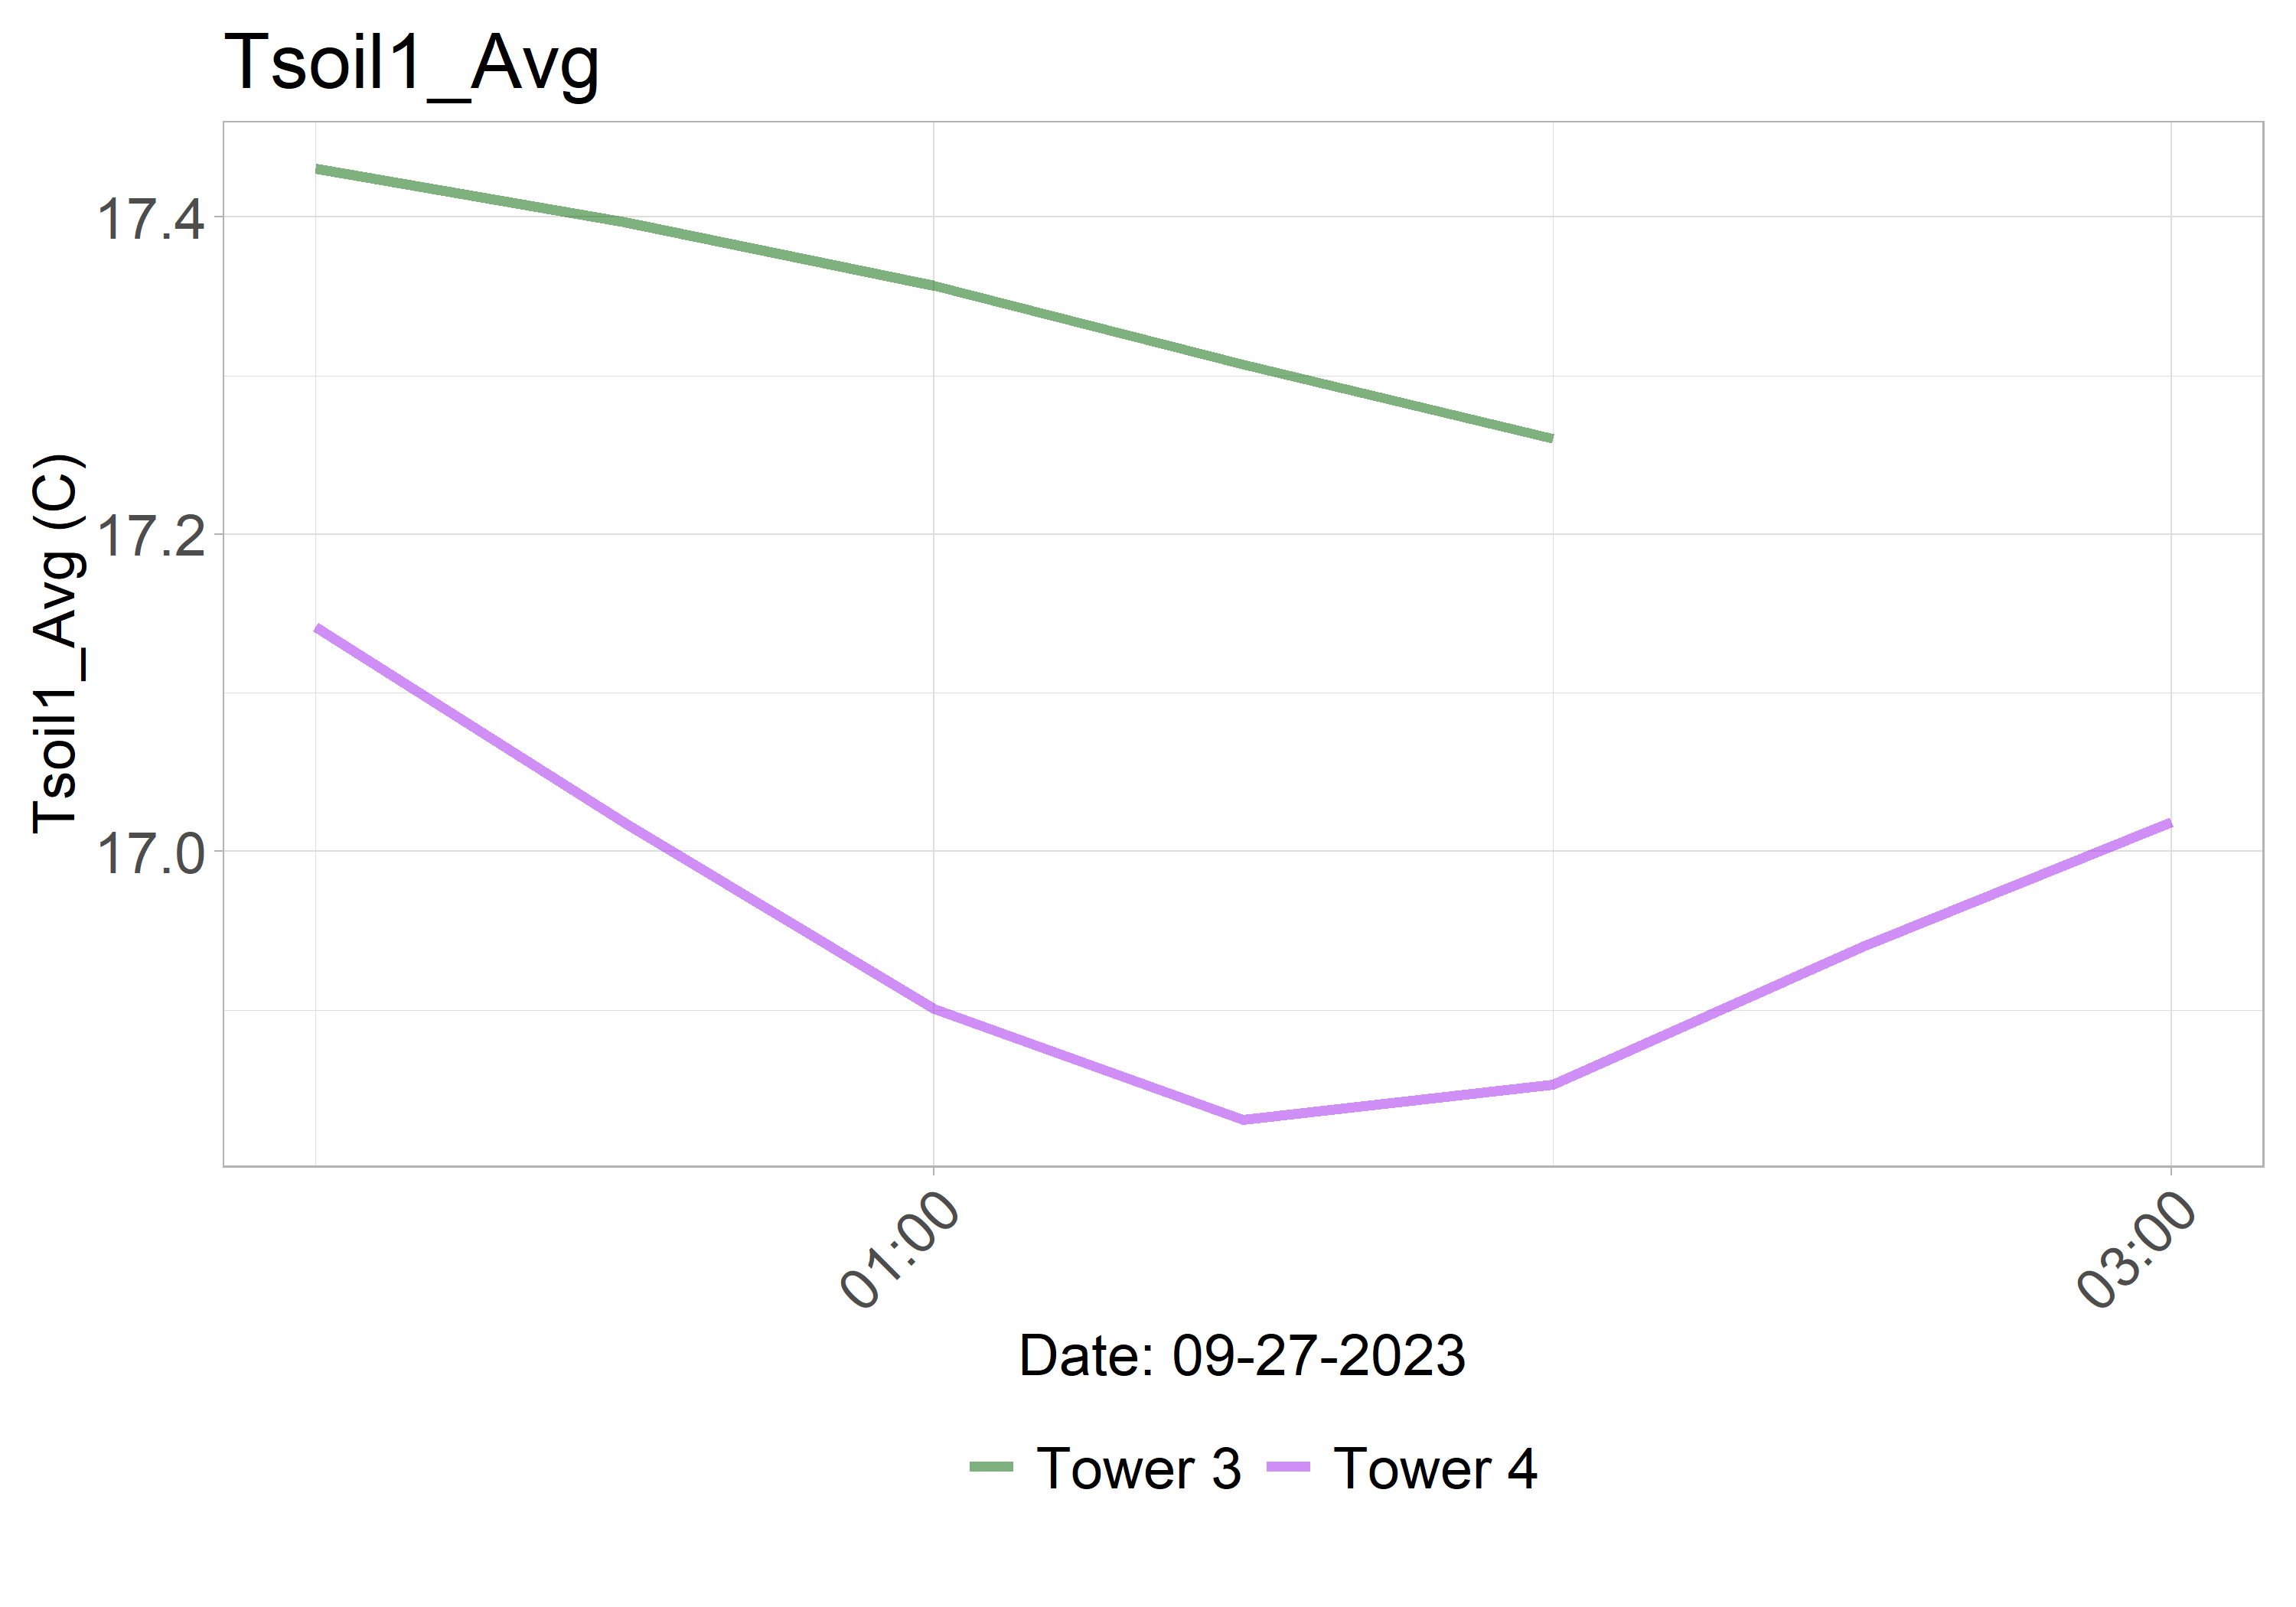 Tsoil1_Avg
Tsoil1_Avg (C)
17.4
17.2
17.0
01:00
03:00
Date: 09-27-2023
Tower 3 Tower 4